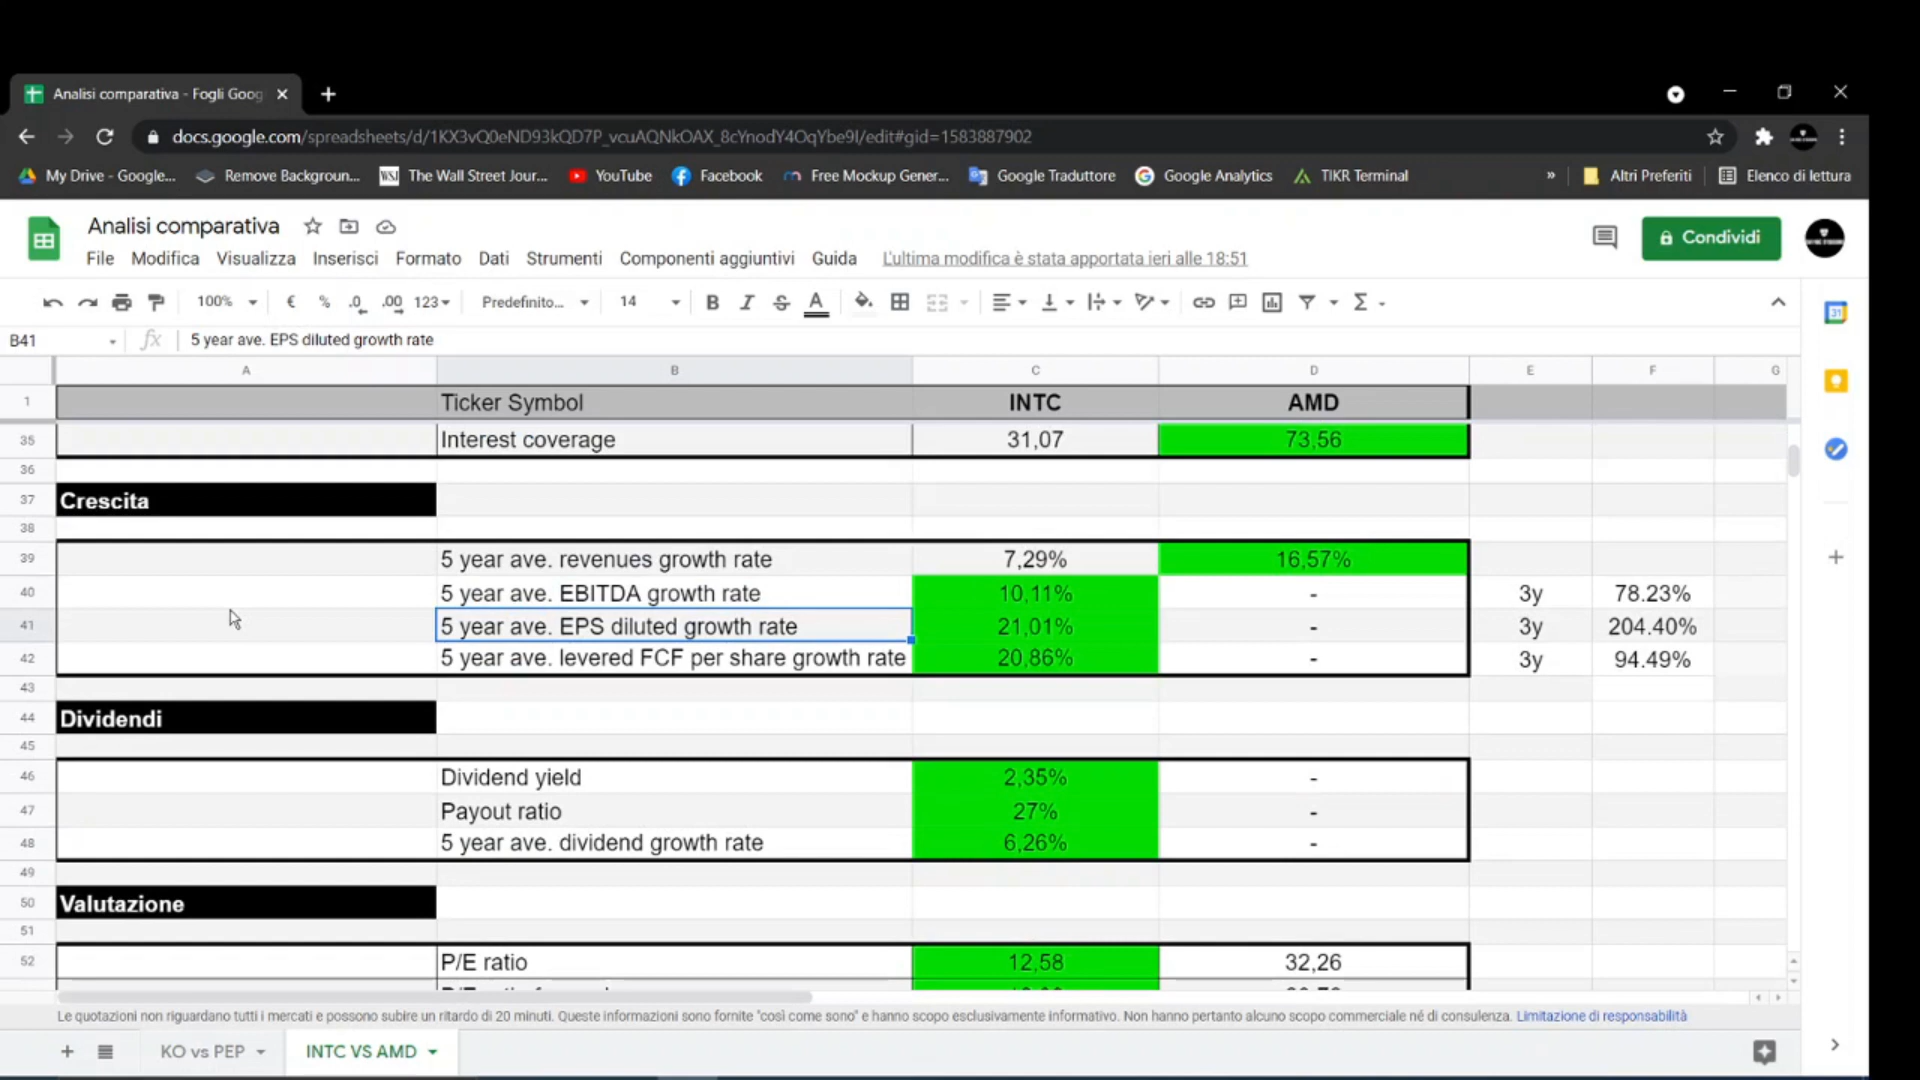 Analisi comparativa - Fogli Goog
docs.google.com/spreadsheets/d/1KX3vQ0eND93kQD7P_vcuAQNkOAX_8cYnodY4OqYbe9I/edit#gid=1583887902
My Drive - Google... Remove Backgroun... WSJ The Wall Street Jour... YouTube Facebook Free Mockup Gener... Google Traduttore Google Analytics TIKR Terminal » Altri Preferiti Elenco di lettura
Analisi comparativa
Condividi
File Modifica Visualizza Inserisci Formato Dati Strumenti Componenti aggiuntivi Guida L'ultima modifica è stata apportata ieri alle 18:51
100% € % .0 .00 123 Predefinito... 14 B I S A Σ
31
B41 fx 5 year ave. EPS diluted growth rate
A B C D E F G
1 Ticker Symbol INTC AMD
35 Interest coverage 31,07 73,56
36
37 Crescita
38
39 5 year ave. revenues growth rate 7,29% 16,57%
40 5 year ave. EBITDA growth rate 10,11% - 3y 78.23%
41 5 year ave. EPS diluted growth rate 21,01% - 3y 204.40%
42 5 year ave. levered FCF per share growth rate 20,86% - 3y 94.49%
43
44 Dividendi
45
46 Dividend yield 2,35% -
47 Payout ratio 27% -
48 5 year ave. dividend growth rate 6,26% -
49
50 Valutazione
51
52 P/E ratio 12,58 32,26
Le quotazioni non riguardano tutti i mercati e possono subire un ritardo di 20 minuti. Queste informazioni sono fornite "così come sono" e hanno scopo esclusivamente informativo. Non hanno pertanto alcuno scopo commerciale né di consulenza. Limitazione di responsabilità
KO vs PEP INTC VS AMD